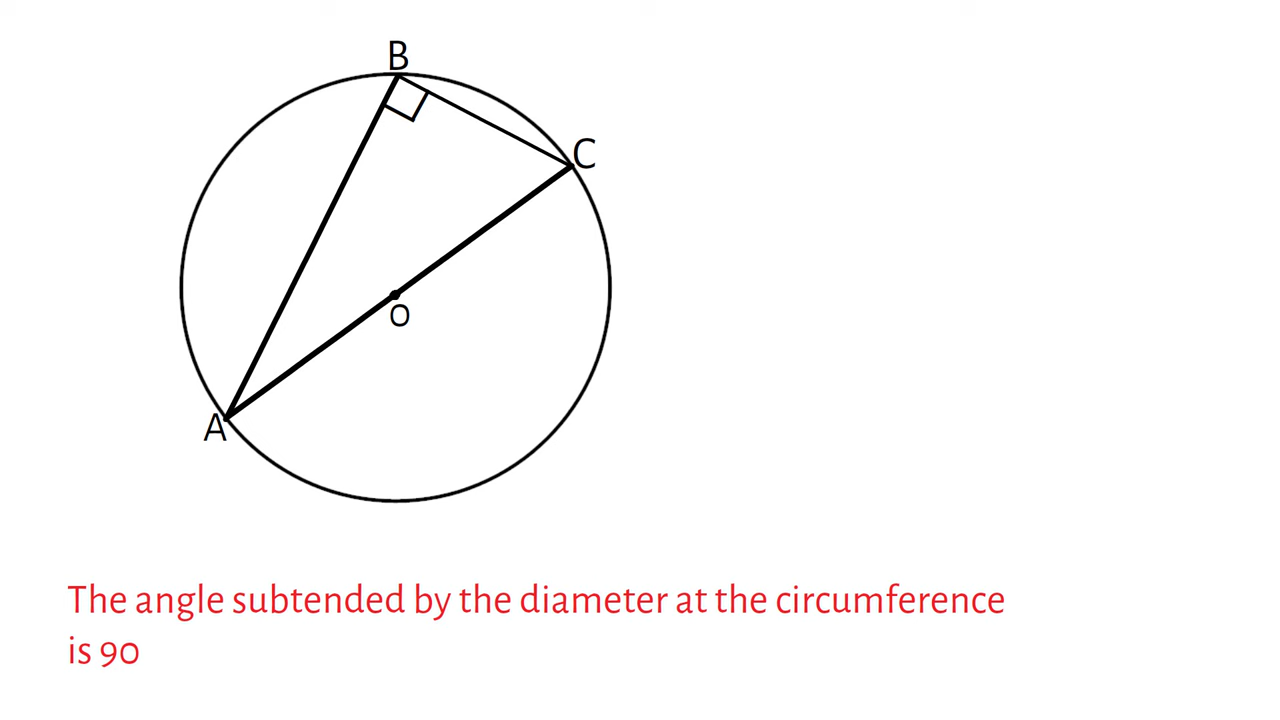 B
C
O
A
The angle subtended by the diameter at the circumference
is 90